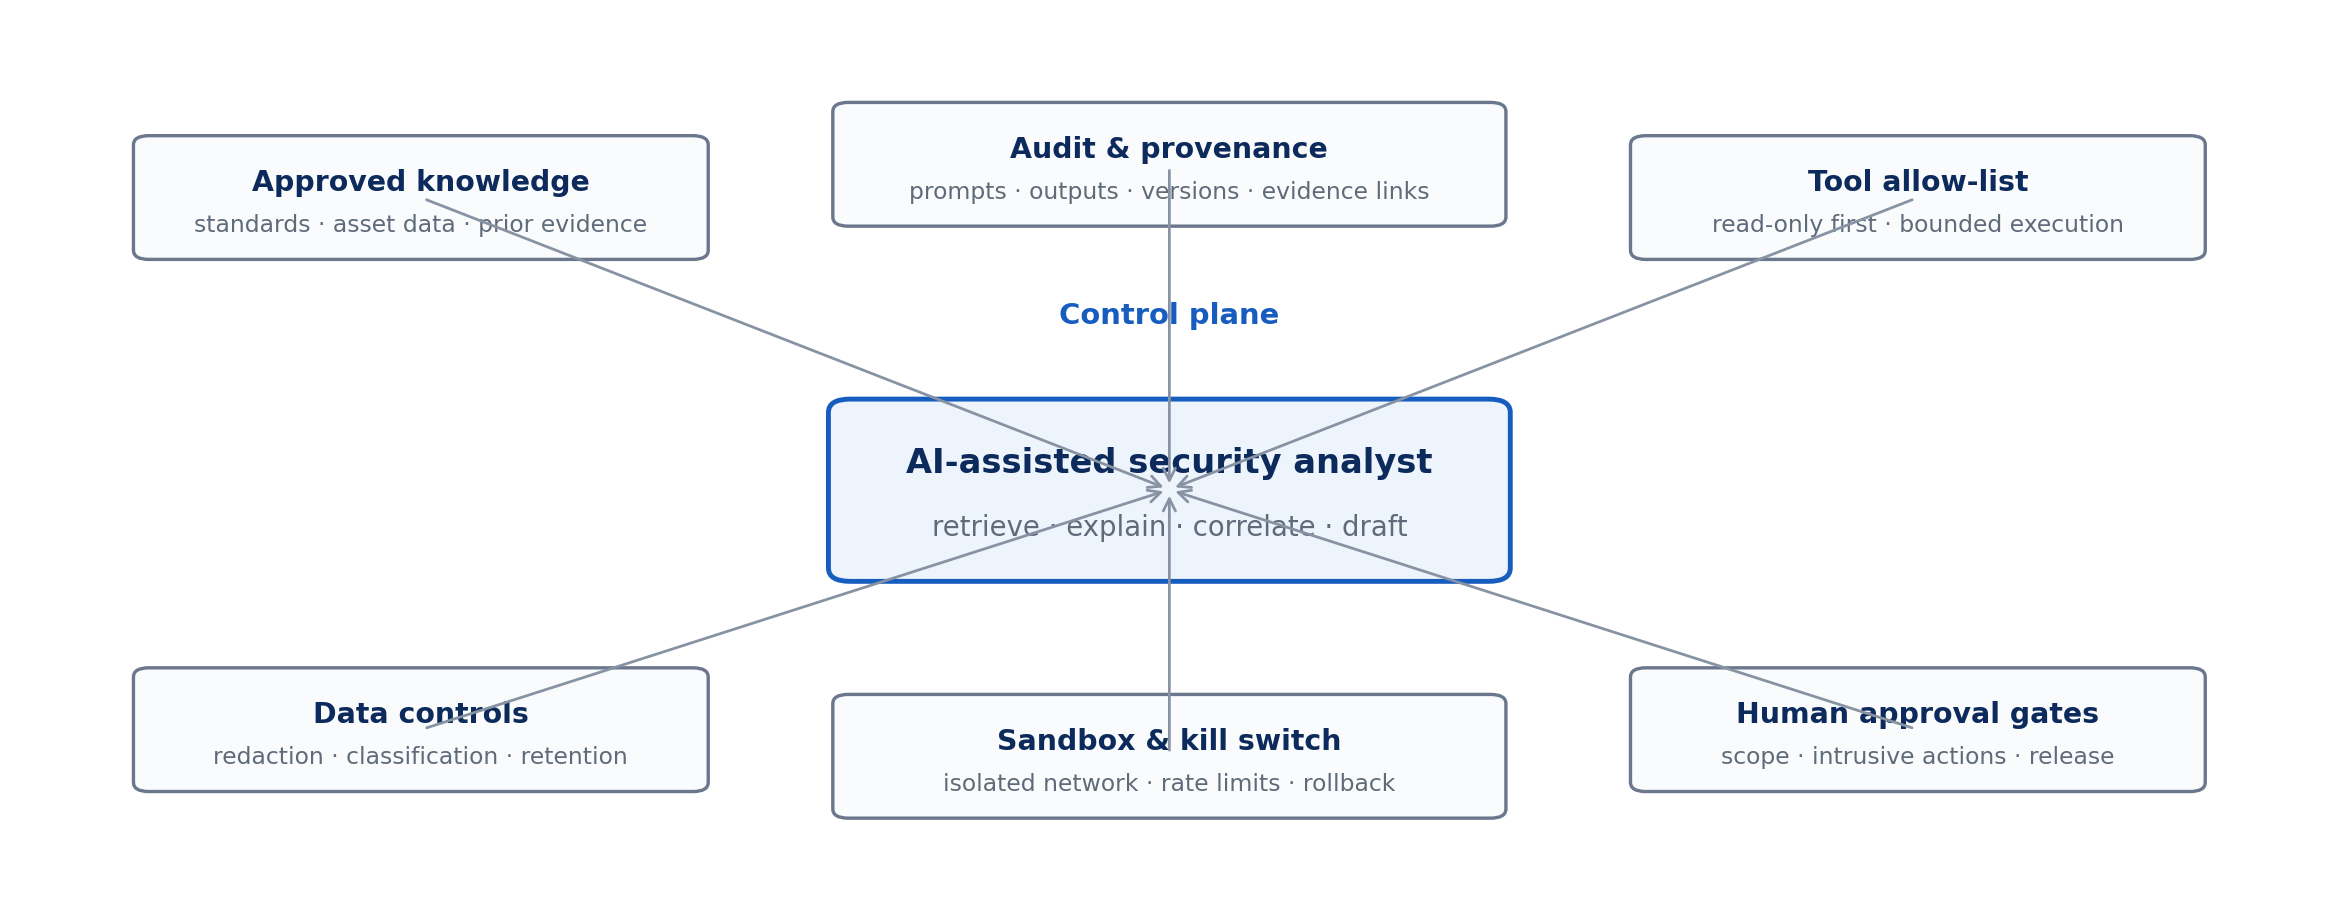 Approved knowledge
standards · asset data · prior evidence
Audit & provenance
prompts · outputs · versions · evidence links
Tool allow-list
read-only first · bounded execution
Control plane
AI-assisted security analyst
retrieve · explain · correlate · draft
Data controls
redaction · classification · retention
Sandbox & kill switch
isolated network · rate limits · rollback
Human approval gates
scope · intrusive actions · release